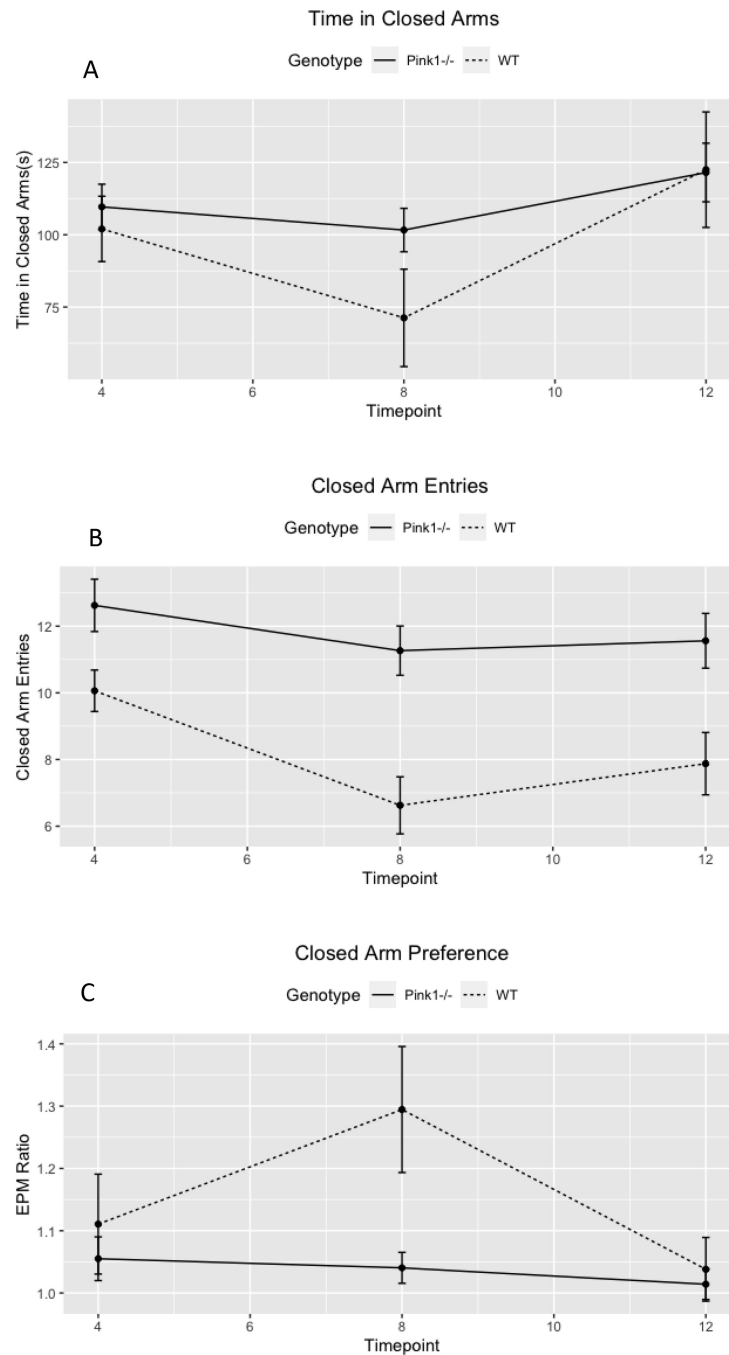 Time in Closed Arms
A
Genotype Pink1-/- WT
Time in Closed Arms(s)
125
100
75
4 6 8 10 12
Timepoint
Closed Arm Entries
B
Genotype Pink1-/- WT
Closed Arm Entries
12
10
8
6
4 6 8 10 12
Timepoint
Closed Arm Preference
C
Genotype Pink1-/- WT
EPM Ratio
1.4
1.3
1.2
1.1
1.0
4 6 8 10 12
Timepoint